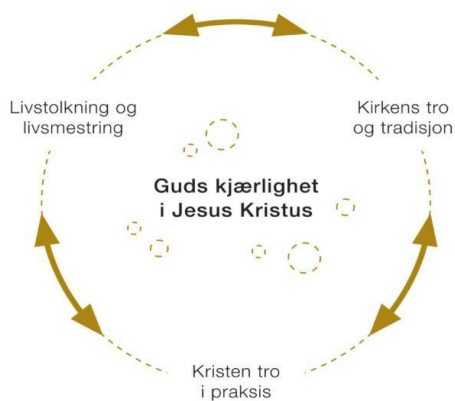 Livstolkning og
livsmestring
Kirkens tro
og tradisjon
Guds kjærlighet
i Jesus Kristus
Kristen tro
i praksis